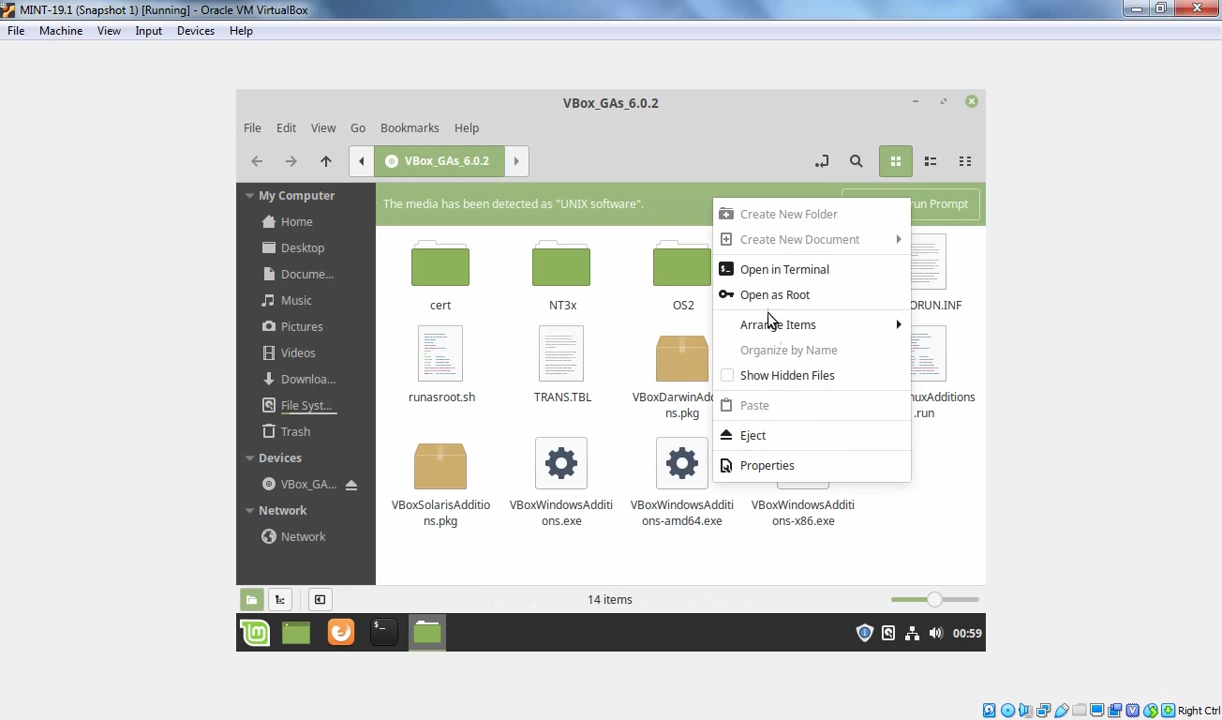 MINT-19.1 (Snapshot 1) [Running] - Oracle VM VirtualBox
File Machine View Input Devices Help
VBox_GAs_6.0.2
File Edit View Go Bookmarks Help
VBox_GAs_6.0.2
My Computer
Home
Desktop
Docume...
Music
Pictures
Videos
Downloa...
File Syst...
Trash
Devices
VBox_GA...
Network
Network
The media has been detected as "UNIX software".
run Prompt
cert
NT3x
OS2
ORUN.INF
runasroot.sh
TRANS.TBL
VBoxDarwinAdd
ns.pkg
nuxAdditions
.run
VBoxSolarisAdditio
ns.pkg
VBoxWindowsAdditi
ons.exe
VBoxWindowsAdditi
ons-amd64.exe
VBoxWindowsAdditi
ons-x86.exe
Create New Folder
Create New Document
Open in Terminal
Open as Root
Arrange Items
Organize by Name
Show Hidden Files
Paste
Eject
Properties
14 items
00:59
Right Ctrl